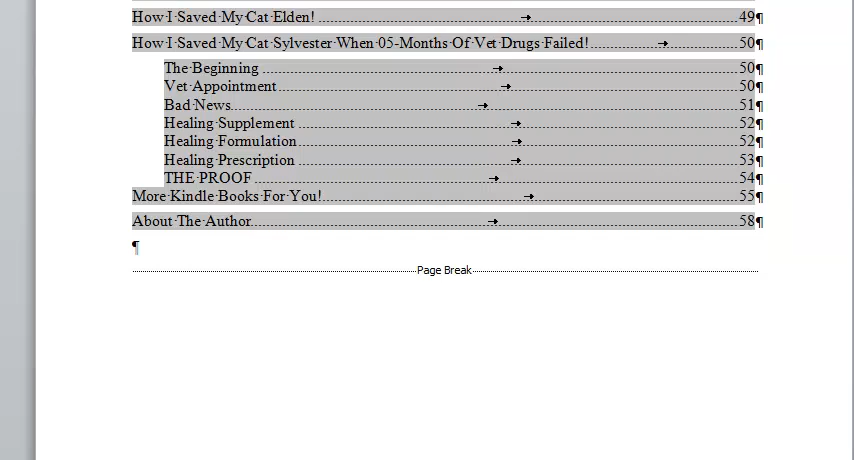 How I Saved My Cat Elden! → 49¶
How I Saved My Cat Sylvester When 05-Months Of Vet Drugs Failed! → 50¶
The Beginning → 50¶
Vet Appointment → 50¶
Bad News → 51¶
Healing Supplement → 52¶
Healing Formulation → 52¶
Healing Prescription → 53¶
THE PROOF → 54¶
More Kindle Books For You! → 55¶
About The Author → 58¶
¶
Page Break